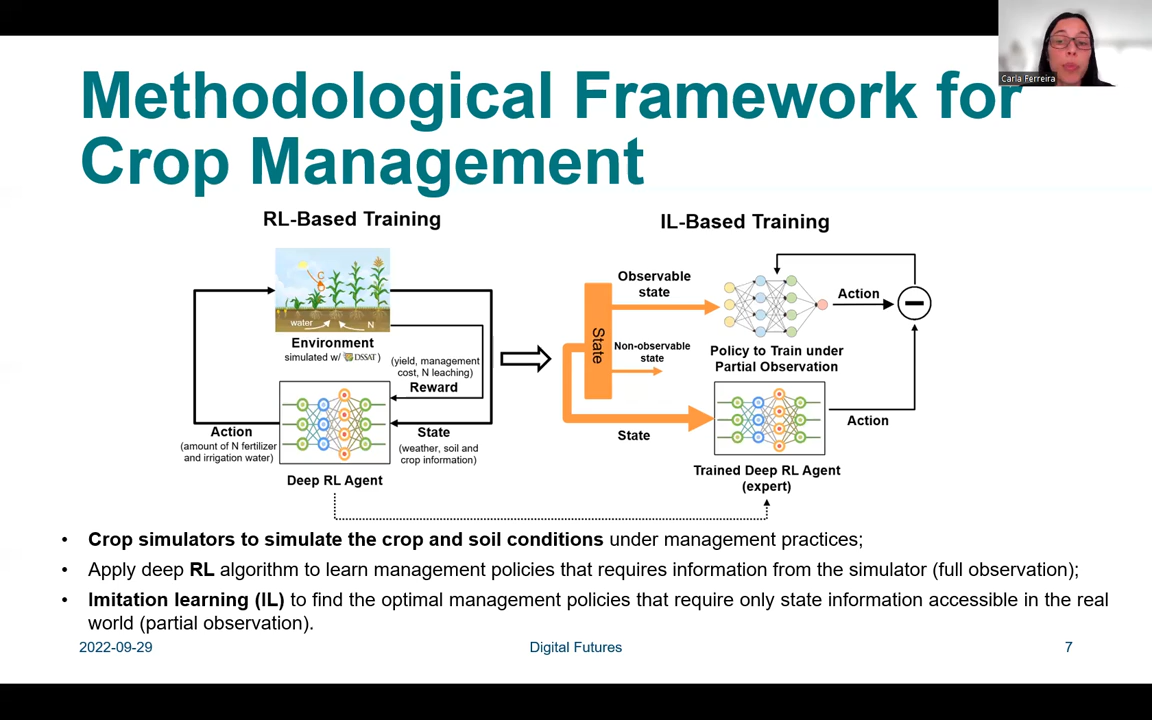 Carla Ferreira
Methodological Framework for
Crop Management
RL-Based Training
water
N
Environment
simulated w/ DSSAT )
(yield, management
cost, N leaching)
Reward
Action
(amount of N fertilizer
and irrigation water)
State
(weather, soil and
crop information)
Deep RL Agent
IL-Based Training
Observable
state
State
Non-observable
state
State
Policy to Train under
Partial Observation
Action
Action
Trained Deep RL Agent
(expert)
• Crop simulators to simulate the crop and soil conditions under management practices;
• Apply deep RL algorithm to learn management policies that requires information from the simulator (full observation);
• Imitation learning (IL) to find the optimal management policies that require only state information accessible in the real
world (partial observation).
2022-09-29
Digital Futures
7